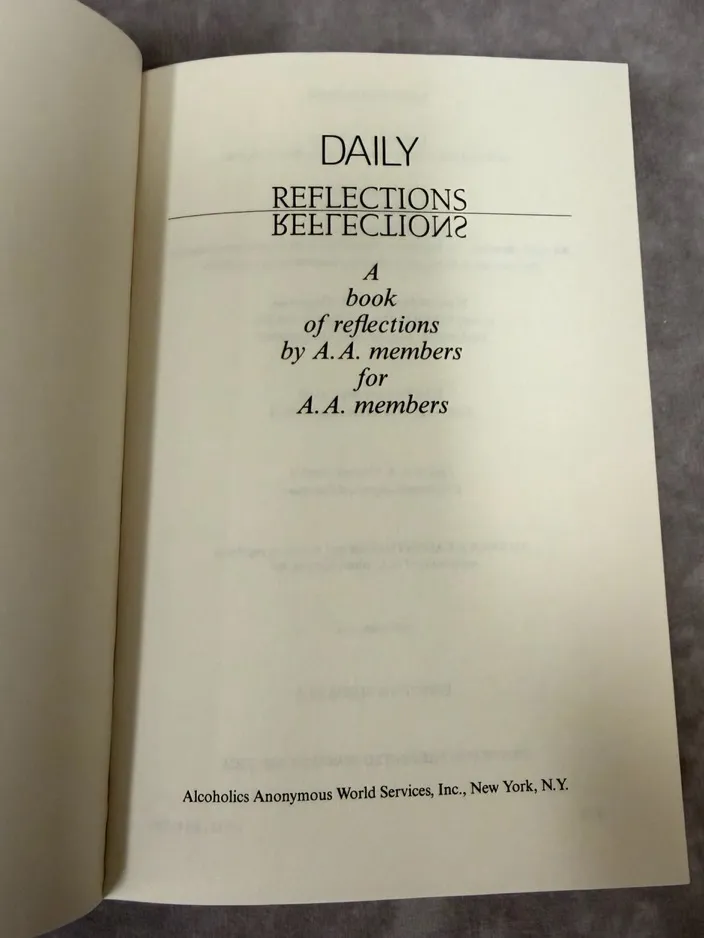 DAILY
REFLECTIONS
REFLECTIONS
A
book
of reflections
by A.A. members
for
A.A. members
Alcoholics Anonymous World Services, Inc., New York, N.Y.